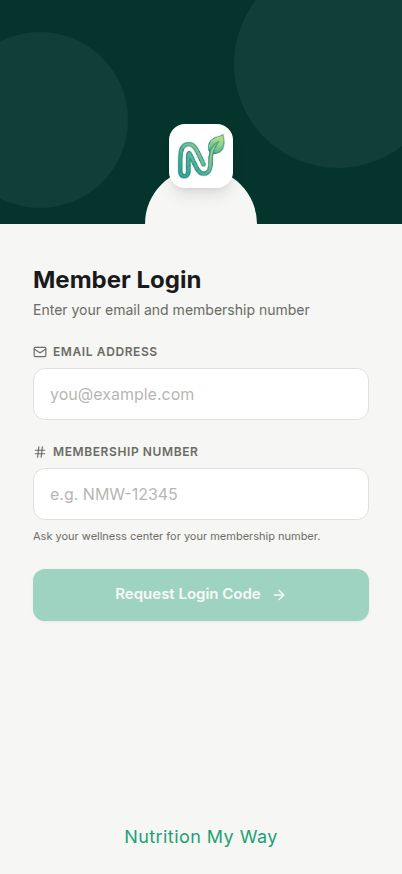 Member Login
Enter your email and membership number
EMAIL ADDRESS
you@example.com
# MEMBERSHIP NUMBER
e.g. NMW-12345
Ask your wellness center for your membership number.
Request Login Code →
Nutrition My Way